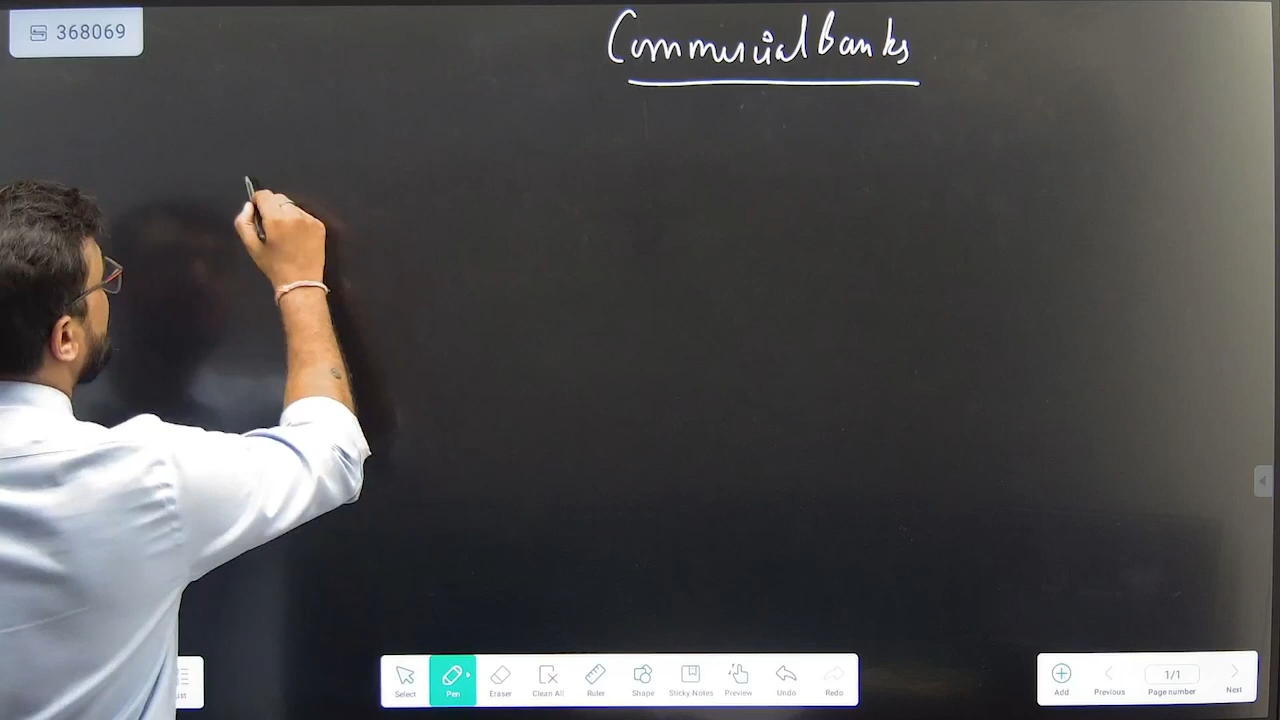 368069
Commercial banks
Select Pen Eraser Clean All Ruler Shape Sticky Notes Preview Undo Redo
Add Previous 1/1 Page number Next